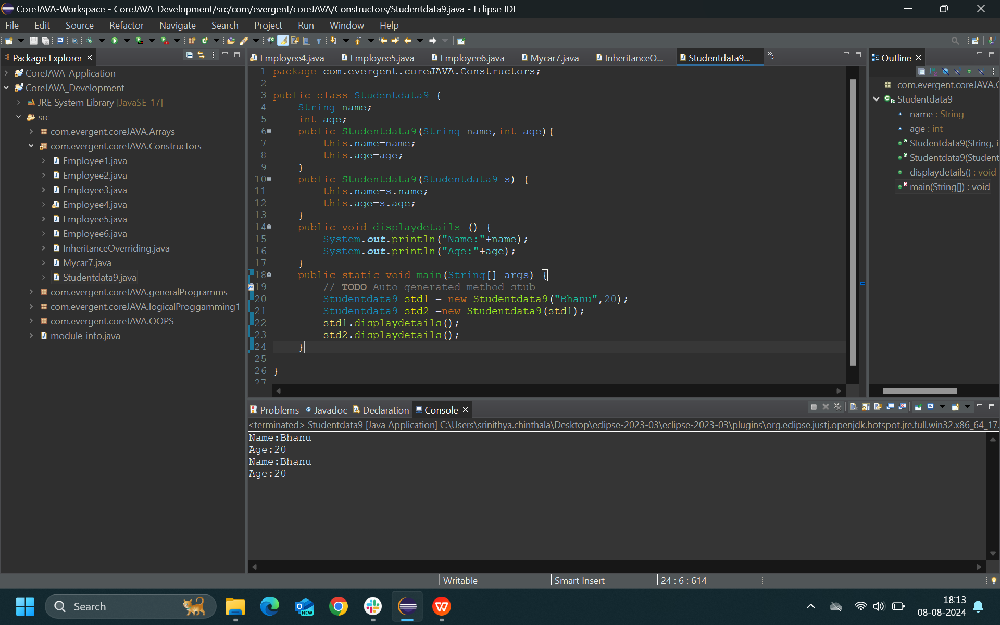 CoreJAVA-Workspace - CoreJAVA_Development/src/com/evergent/coreJAVA/Constructors/Studentdata9.java - Eclipse IDE
File Edit Source Refactor Navigate Search Project Run Window Help
Package Explorer
CoreJAVA_Application
CoreJAVA_Development
JRE System Library [JavaSE-17]
src
com.evergent.coreJAVA.Arrays
com.evergent.coreJAVA.Constructors
Employee1.java
Employee2.java
Employee3.java
Employee4.java
Employee5.java
Employee6.java
InheritanceOverriding.java
Mycar7.java
Studentdata9.java
com.evergent.coreJAVA.generalProgramms
com.evergent.coreJAVA.logicalProggamming1
com.evergent.coreJAVA.OOPS
module-info.java
Employee4.java Employee5.java Employee6.java Mycar7.java InheritanceO... Studentdata9... »3
1 package com.evergent.coreJAVA.Constructors;
2
3 public class Studentdata9 {
4 String name;
5 int age;
6 public Studentdata9(String name,int age){
7 this.name=name;
8 this.age=age;
9 }
10 public Studentdata9(Studentdata9 s) {
11 this.name=s.name;
12 this.age=s.age;
13 }
14 public void displaydetails () {
15 System.out.println("Name:"+name);
16 System.out.println("Age:"+age);
17 }
18 public static void main(String[] args) {
19 // TODO Auto-generated method stub
20 Studentdata9 std1 = new Studentdata9("Bhanu",20);
21 Studentdata9 std2 =new Studentdata9(std1);
22 std1.displaydetails();
23 std2.displaydetails();
24 }
25
26 }
27
Outline
com.evergent.coreJAVA.C
Studentdata9
name : String
age : int
Studentdata9(String, i
Studentdata9(Student
displaydetails() : void
main(String[]) : void
Problems Javadoc Declaration Console
<terminated> Studentdata9 [Java Application] C:\Users\srinithya.chinthala\Desktop\eclipse-2023-03\eclipse-2023-03\plugins\org.eclipse.justj.openjdk.hotspot.jre.full.win32.x86_64_17.
Name:Bhanu
Age:20
Name:Bhanu
Age:20
Writable Smart Insert 24 : 6 : 614
Search
NEW
18:13
08-08-2024